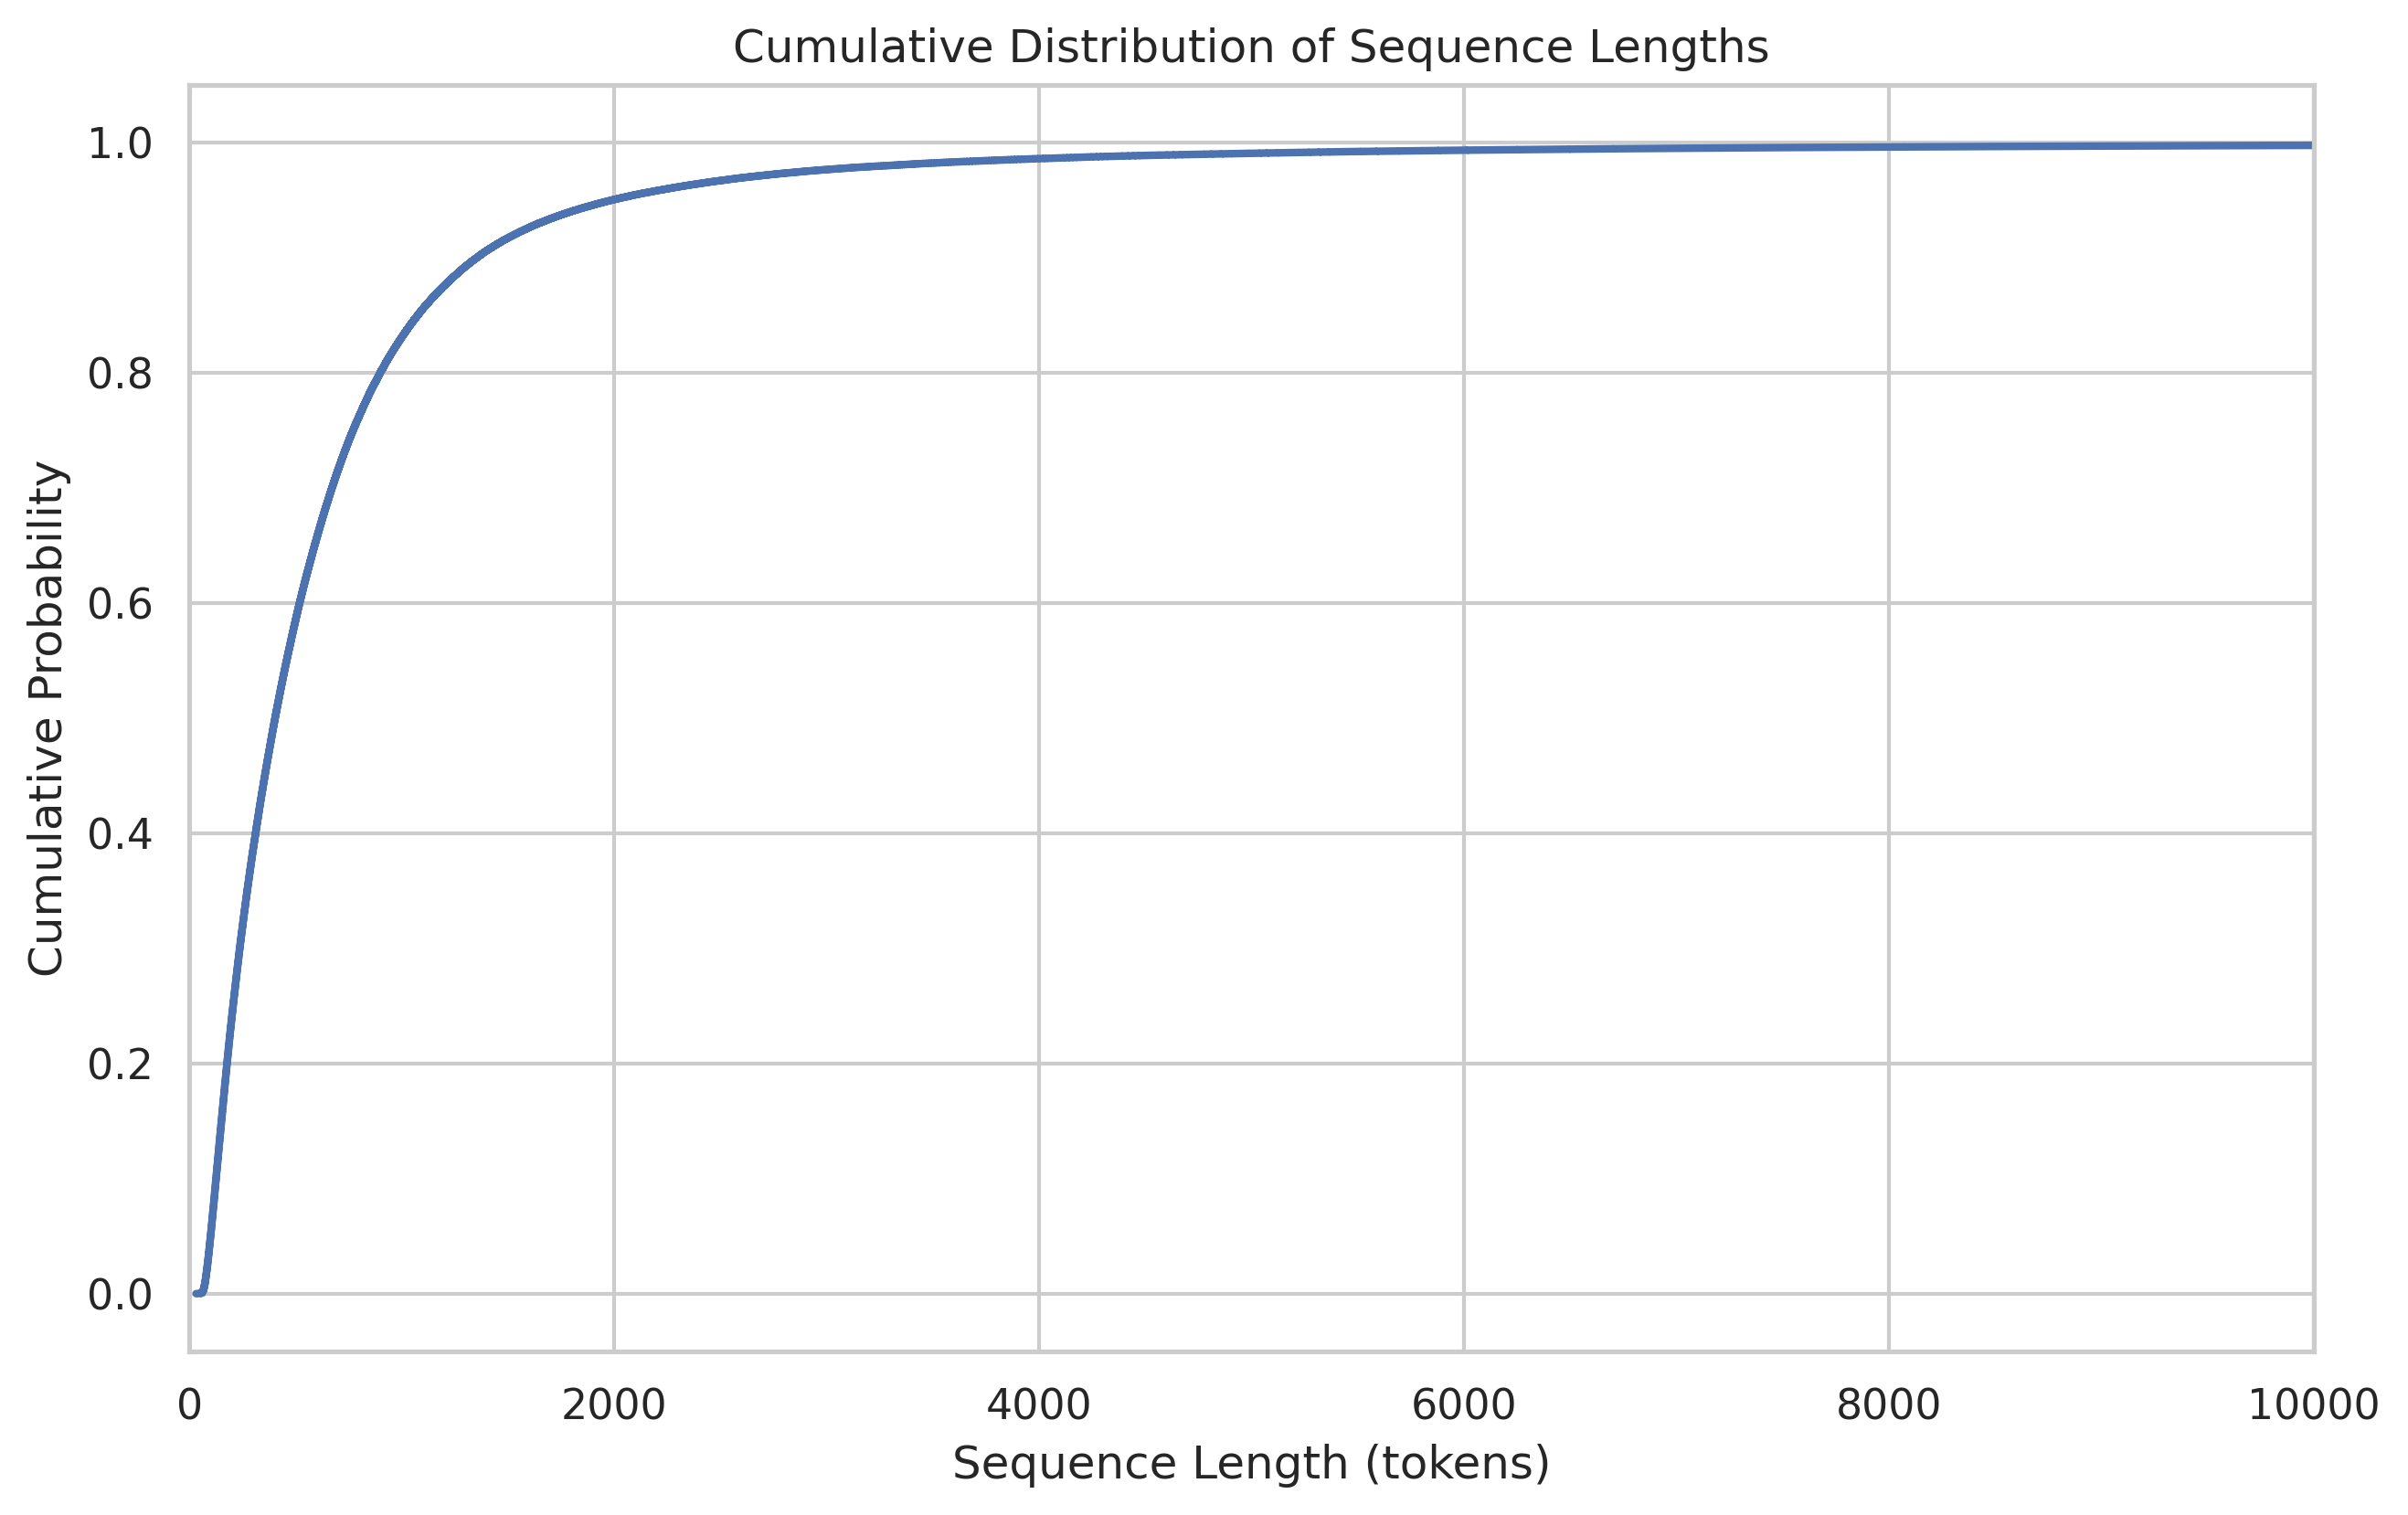 Cumulative Distribution of Sequence Lengths
1.0
0.8
0.6
0.4
0.2
0.0
Cumulative Probability
0 2000 4000 6000 8000 10000
Sequence Length (tokens)